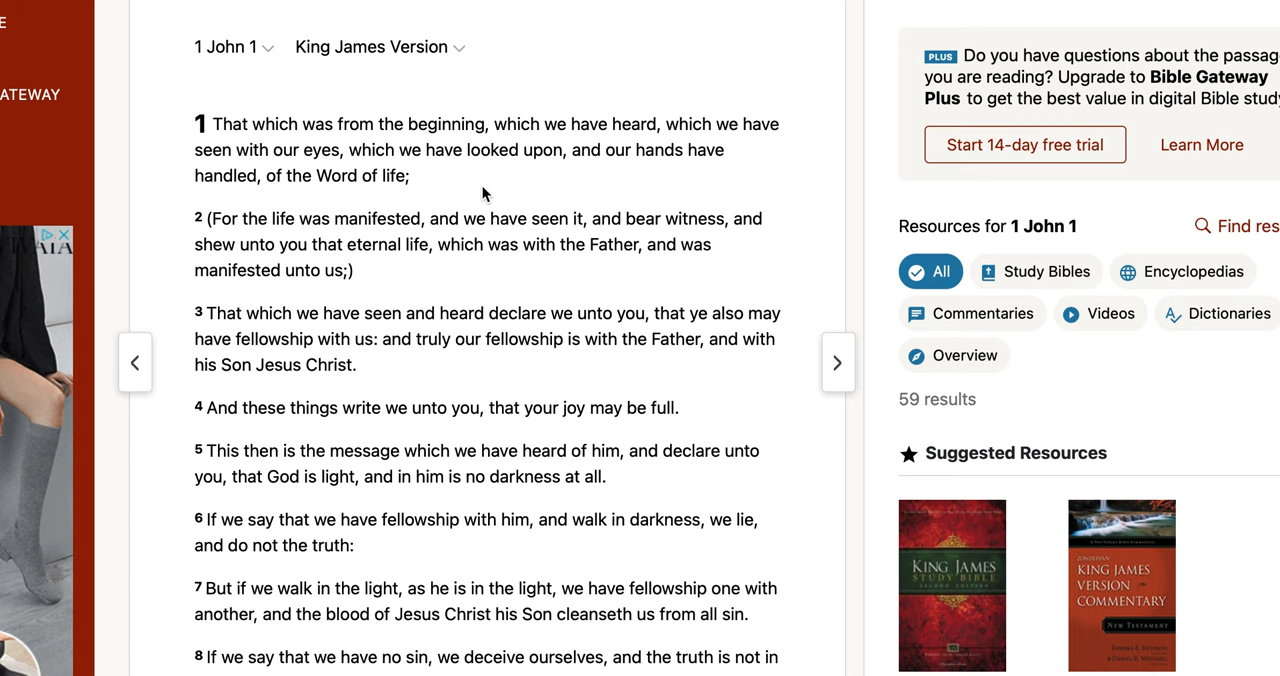 E
ATEWAY
1 John 1 King James Version
1 That which was from the beginning, which we have heard, which we have
seen with our eyes, which we have looked upon, and our hands have
handled, of the Word of life;
2 (For the life was manifested, and we have seen it, and bear witness, and
shew unto you that eternal life, which was with the Father, and was
manifested unto us;)
3 That which we have seen and heard declare we unto you, that ye also may
have fellowship with us: and truly our fellowship is with the Father, and with
his Son Jesus Christ.
4 And these things write we unto you, that your joy may be full.
5 This then is the message which we have heard of him, and declare unto
you, that God is light, and in him is no darkness at all.
6 If we say that we have fellowship with him, and walk in darkness, we lie,
and do not the truth:
7 But if we walk in the light, as he is in the light, we have fellowship one with
another, and the blood of Jesus Christ his Son cleanseth us from all sin.
8 If we say that we have no sin, we deceive ourselves, and the truth is not in
PLUS Do you have questions about the passag
you are reading? Upgrade to Bible Gateway
Plus to get the best value in digital Bible study
Start 14-day free trial Learn More
Resources for 1 John 1 Find res
All Study Bibles Encyclopedias
Commentaries Videos Dictionaries
Overview
59 results
Suggested Resources
KING JAMES
STUDY BIBLE
SECOND EDITION
ZONDERVAN
KING JAMES
VERSION
COMMENTARY
NEW TESTAMENT